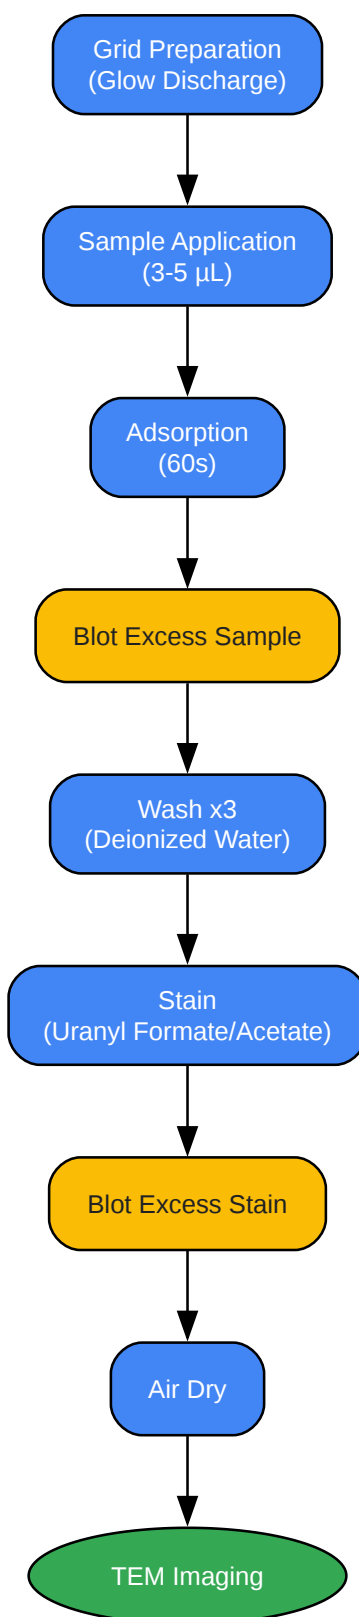 Grid Preparation
(Glow Discharge)
Sample Application
(3-5 µL)
Adsorption
(60s)
Blot Excess Sample
Wash x3
(Deionized Water)
Stain
(Uranyl Formate/Acetate)
Blot Excess Stain
Air Dry
TEM Imaging